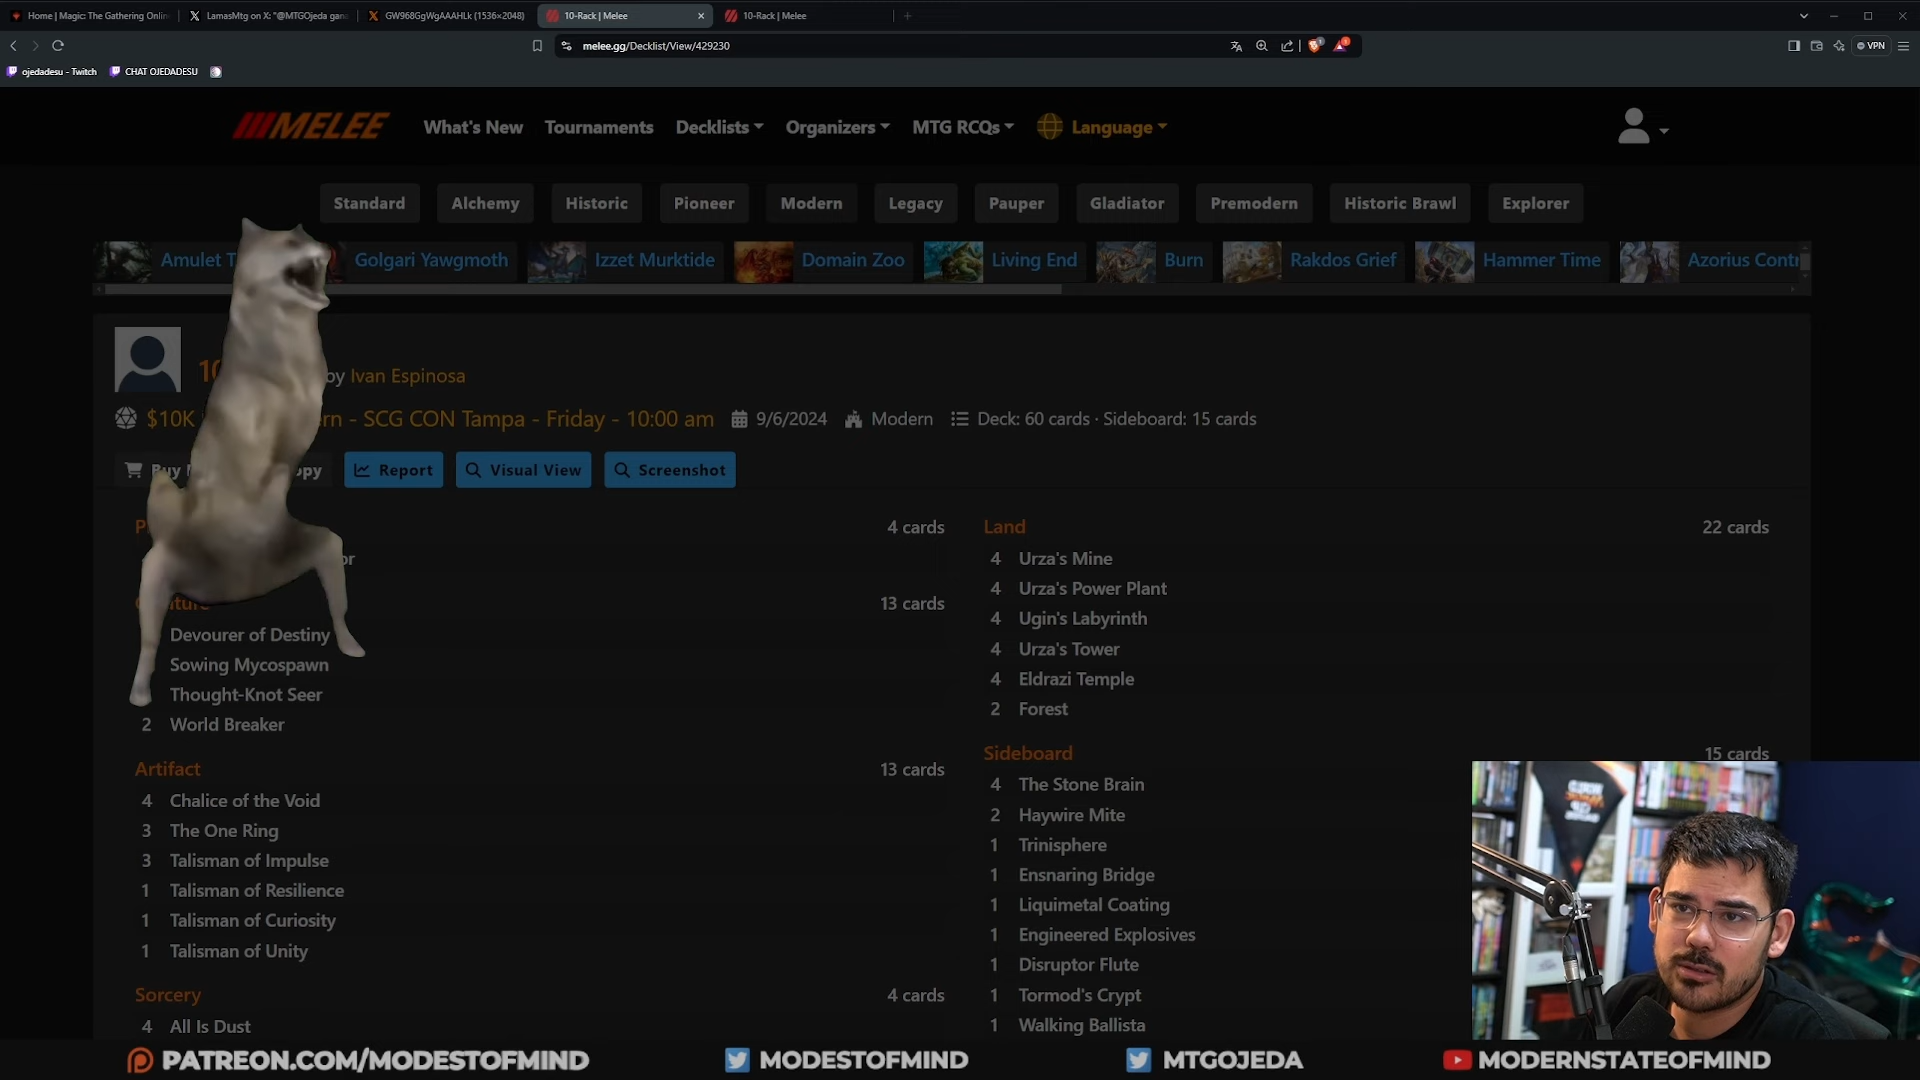 Home | Magic: The Gathering Onlin
LamasMtg on X: "@MTGOjeda gana
GW968GgWgAAAHLk (1536×2048)
10-Rack | Melee
10-Rack | Melee
melee.gg/Decklist/View/429230
VPN
ojedadesu - Twitch
CHAT OJEDADESU
MELEE
What's New
Tournaments
Decklists
Organizers
MTG RCQs
Language
Standard
Alchemy
Historic
Pioneer
Modern
Legacy
Pauper
Gladiator
Premodern
Historic Brawl
Explorer
Amulet T
Golgari Yawgmoth
Izzet Murktide
Domain Zoo
Living End
Burn
Rakdos Grief
Hammer Time
Azorius Contr
10
by Ivan Espinosa
$10K
rn - SCG CON Tampa - Friday - 10:00 am
9/6/2024
Modern
Deck: 60 cards · Sideboard: 15 cards
Buy
opy
Report
Visual View
Screenshot
P
4 cards
or
13 cards
Devourer of Destiny
Sowing Mycospawn
Thought-Knot Seer
2 World Breaker
Artifact
13 cards
4 Chalice of the Void
3 The One Ring
3 Talisman of Impulse
1 Talisman of Resilience
1 Talisman of Curiosity
1 Talisman of Unity
Sorcery
4 cards
4 All Is Dust
Land
22 cards
4 Urza's Mine
4 Urza's Power Plant
4 Ugin's Labyrinth
4 Urza's Tower
4 Eldrazi Temple
2 Forest
Sideboard
15 cards
4 The Stone Brain
2 Haywire Mite
1 Trinisphere
1 Ensnaring Bridge
1 Liquimetal Coating
1 Engineered Explosives
1 Disruptor Flute
1 Tormod's Crypt
1 Walking Ballista
PATREON.COM/MODESTOFMIND
MODESTOFMIND
MTGOJEDA
MODERNSTATEOFMIND